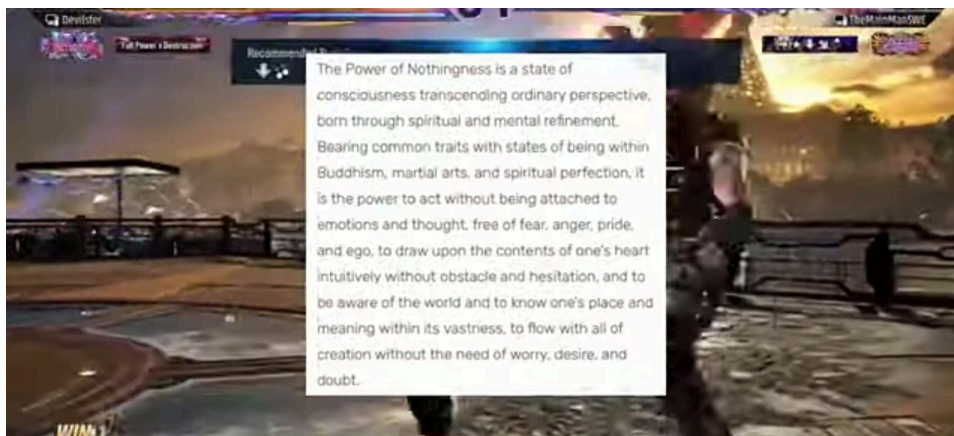 Devilster
TheMainManSWE
Full Power x Destruction
Recommended
The Power of Nothingness is a state of
consciousness transcending ordinary perspective,
born through spiritual and mental refinement.
Bearing common traits with states of being within
Buddhism, martial arts, and spiritual perfection, it
is the power to act without being attached to
emotions and thought, free of fear, anger, pride,
and ego, to draw upon the contents of one's heart
intuitively without obstacle and hesitation, and to
be aware of the world and to know one's place and
meaning within its vastness, to flow with all of
creation without the need of worry, desire, and
doubt.
WIN